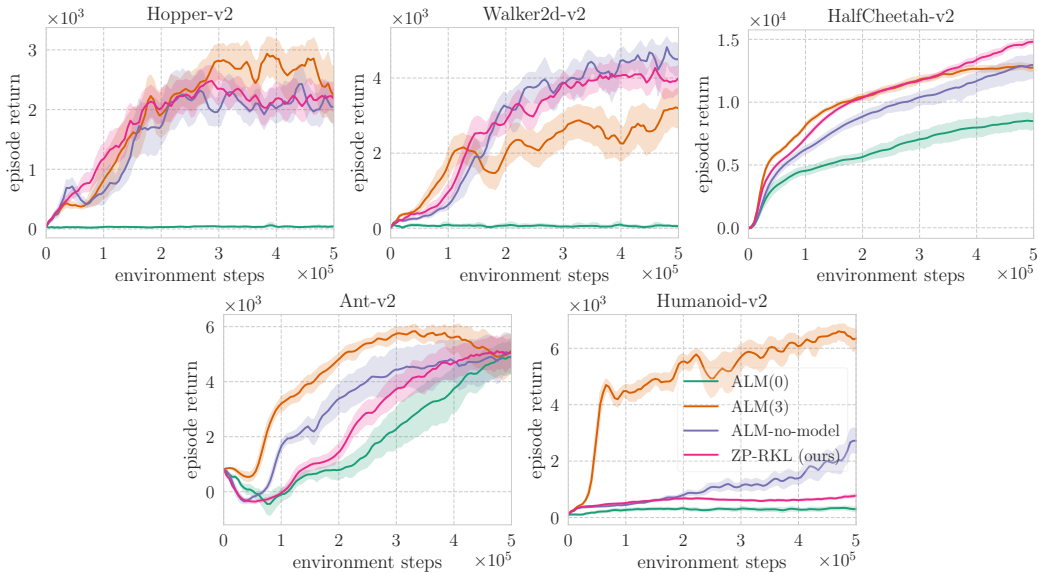 Hopper-v2
×10³
3
2
1
0
episode return
0 1 2 3 4 5
environment steps
×10⁵
Walker2d-v2
×10³
4
2
0
episode return
0 1 2 3 4 5
environment steps
×10⁵
HalfCheetah-v2
×10⁴
1.5
1.0
0.5
0.0
episode return
0 1 2 3 4 5
environment steps
×10⁵
Ant-v2
×10³
6
4
2
0
episode return
0 1 2 3 4 5
environment steps
×10⁵
Humanoid-v2
×10³
6
4
2
0
episode return
ALM(0)
ALM(3)
ALM-no-model
ZP-RKL (ours)
0 1 2 3 4 5
environment steps
×10⁵